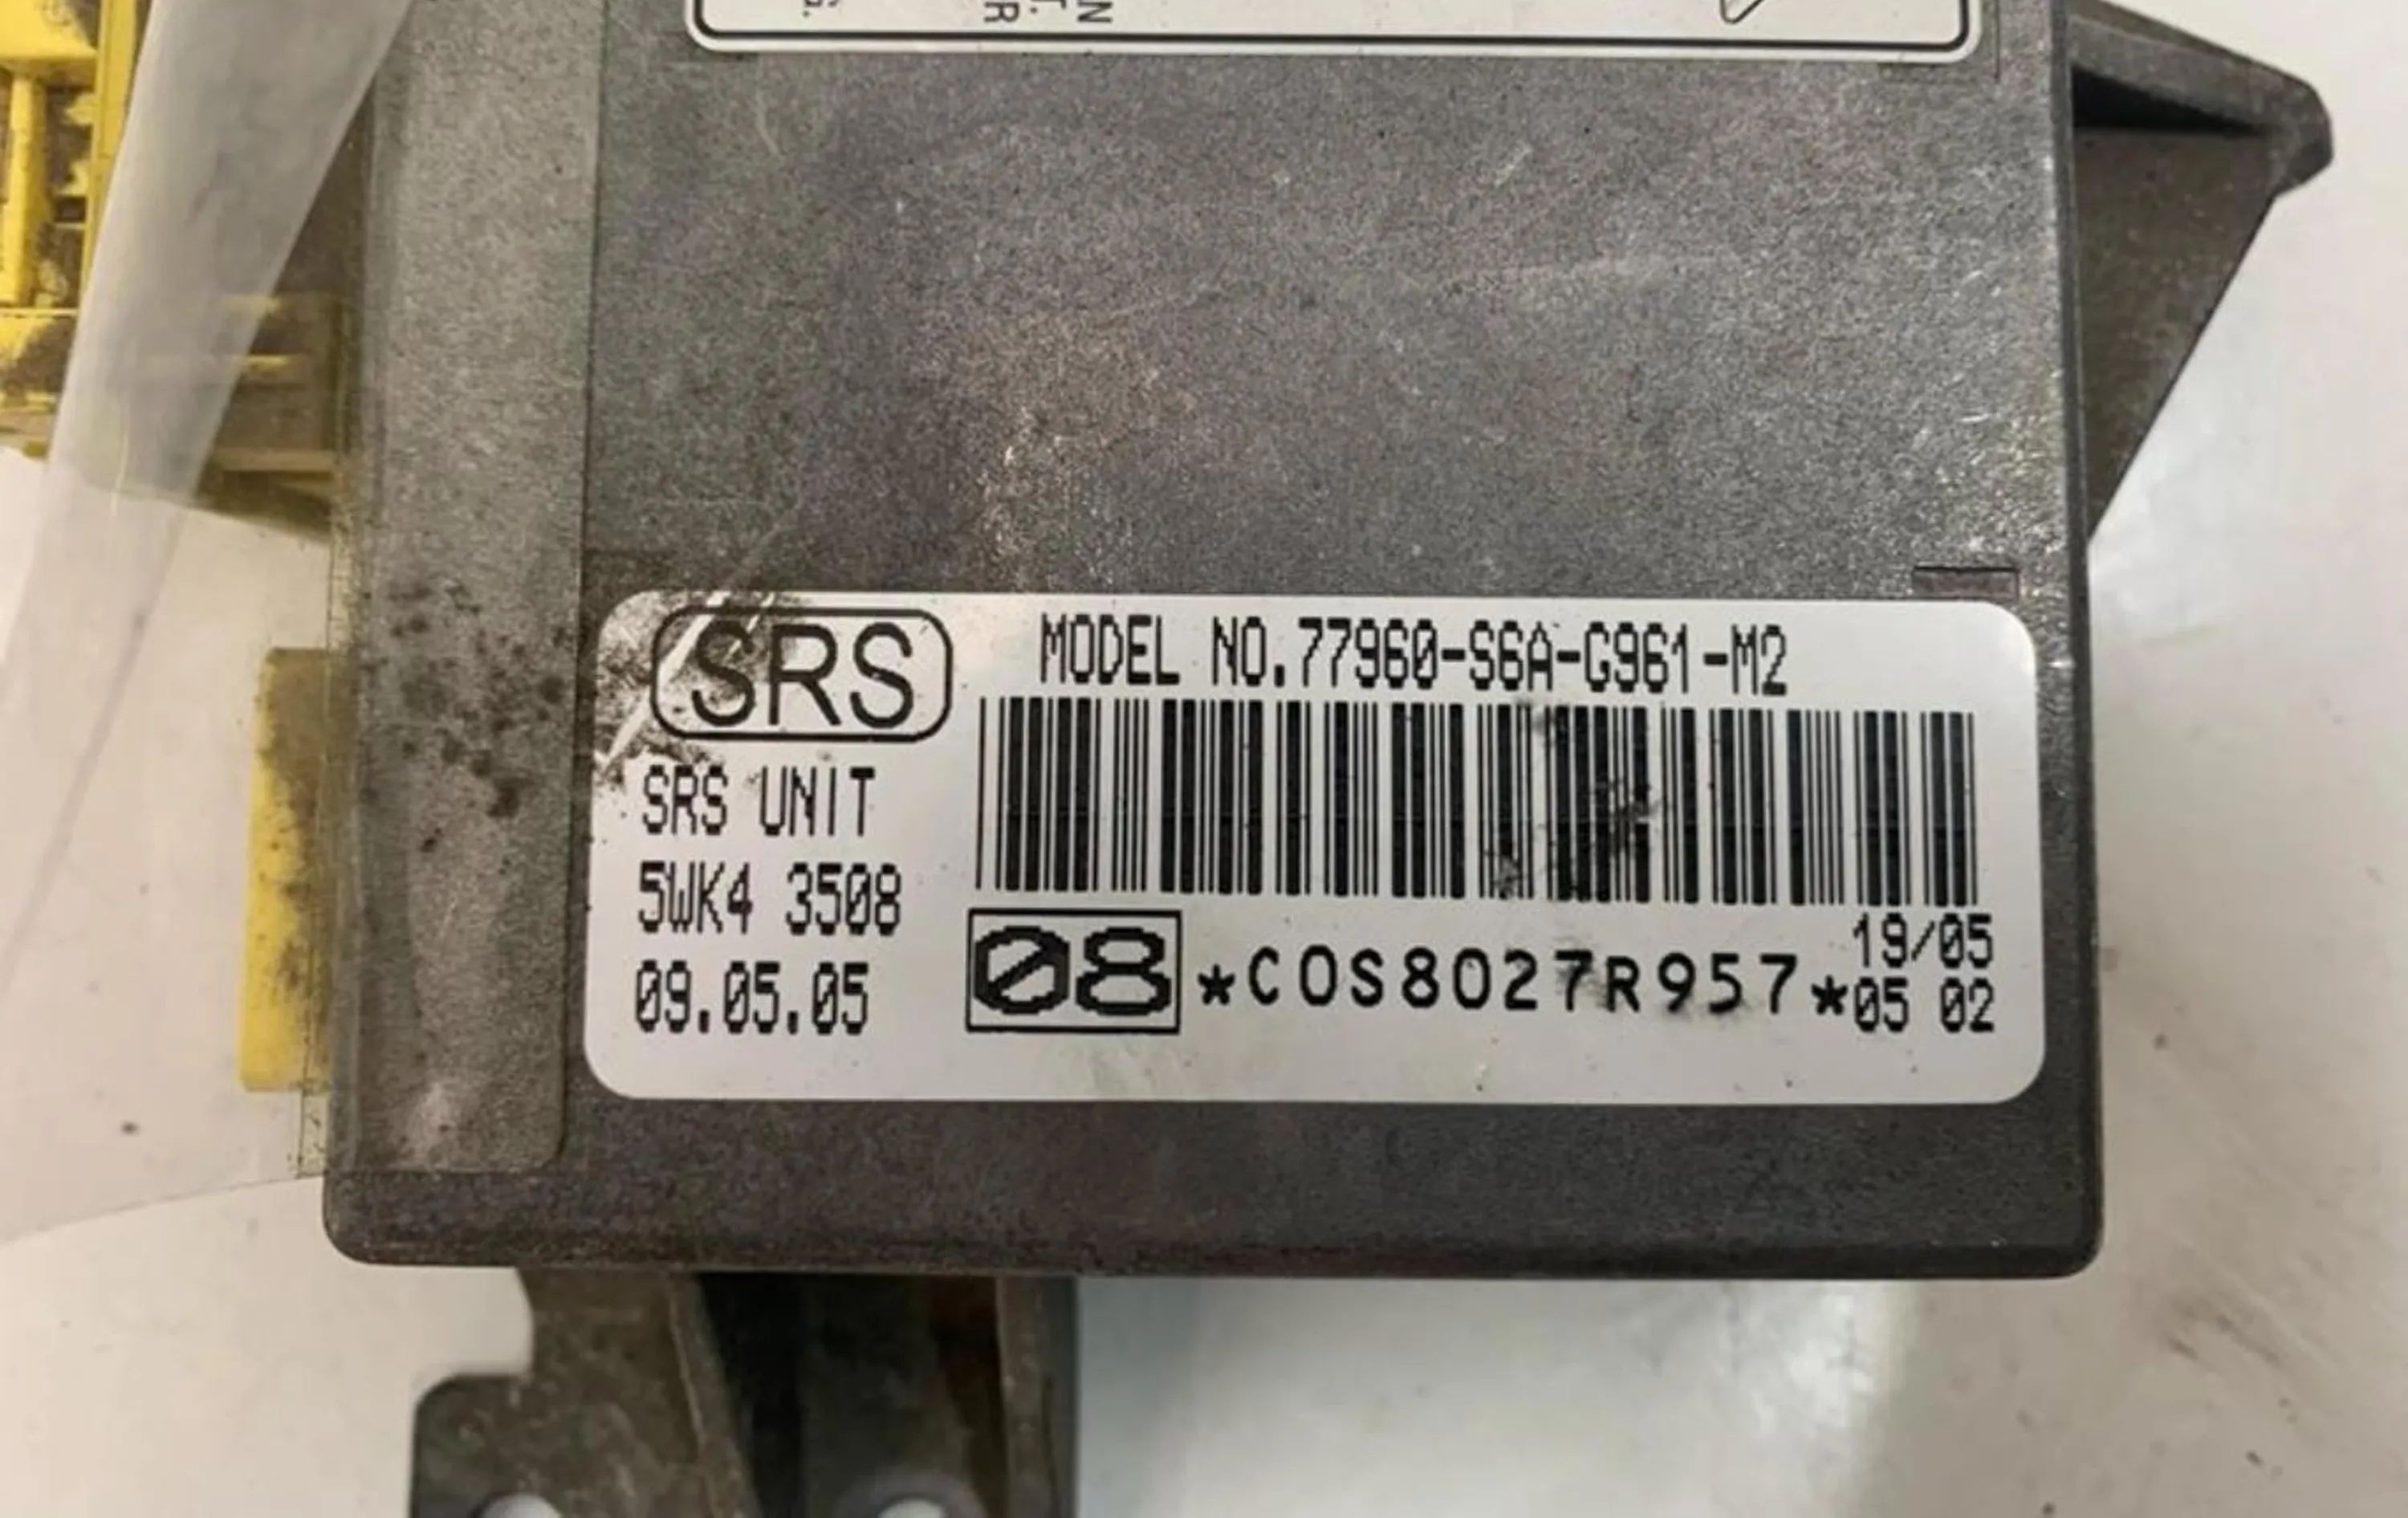 SRS
MODEL NO.77960-S6A-G961-M2
SRS UNIT
5WK4 3508
09.05.05
08
*COS8027R957*
19/05
05 02